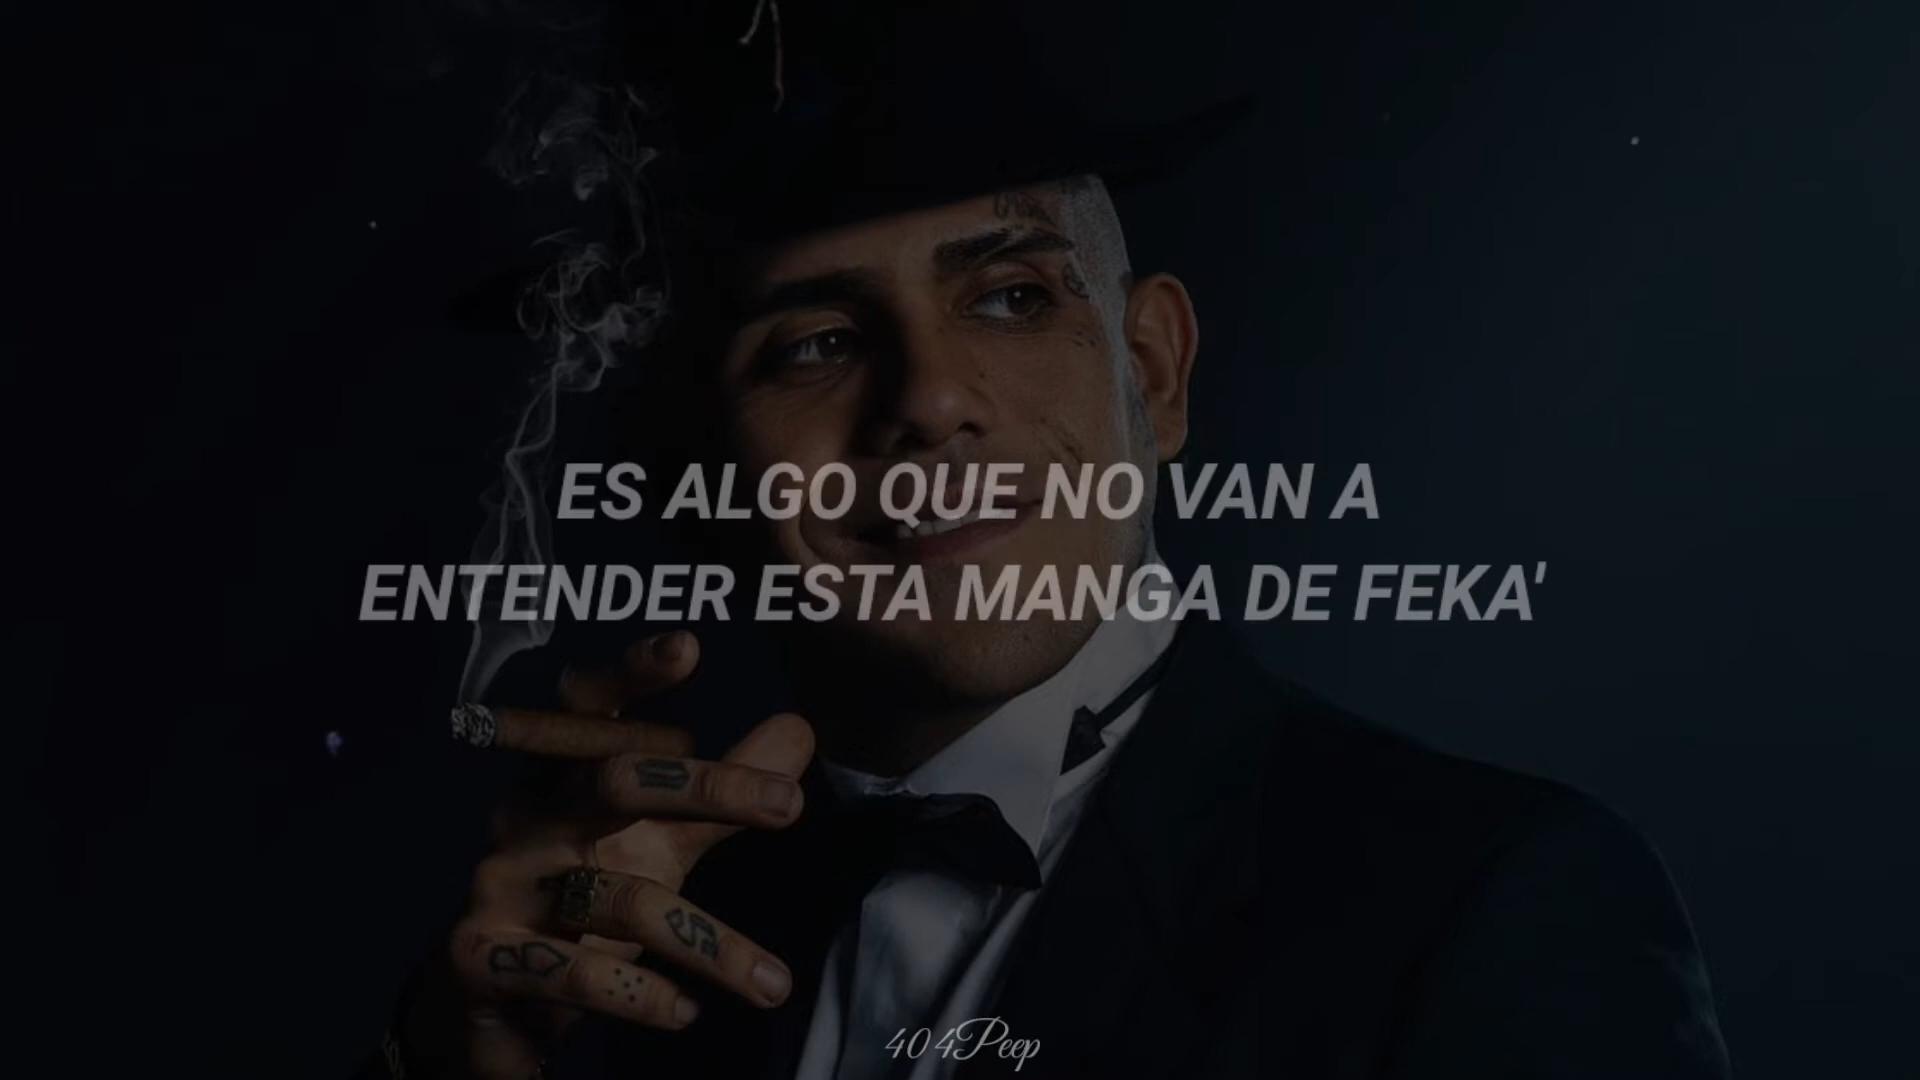 ES ALGO QUE NO VAN A
ENTENDER ESTA MANGA DE FEKA'
404Peep